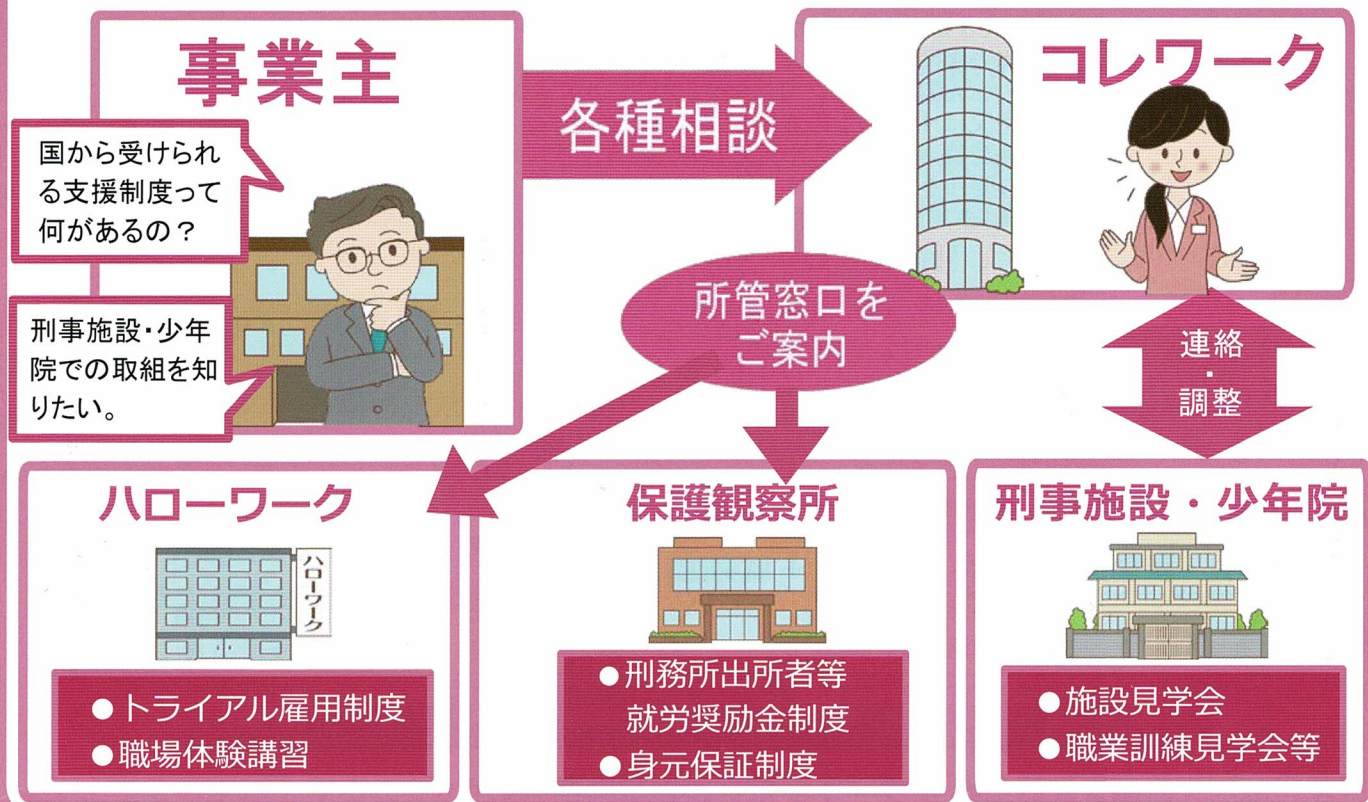 事業主
国から受けられ
る支援制度って
何があるの？
刑事施設・少年
院での取組を知
りたい。
各種相談
コレワーク
所管窓口を
ご案内
連絡
・
調整
ハローワーク
ハローワーク
●トライアル雇用制度
●職場体験講習
保護観察所
●刑務所出所者等
就労奨励金制度
●身元保証制度
刑事施設・少年院
●施設見学会
●職業訓練見学会等